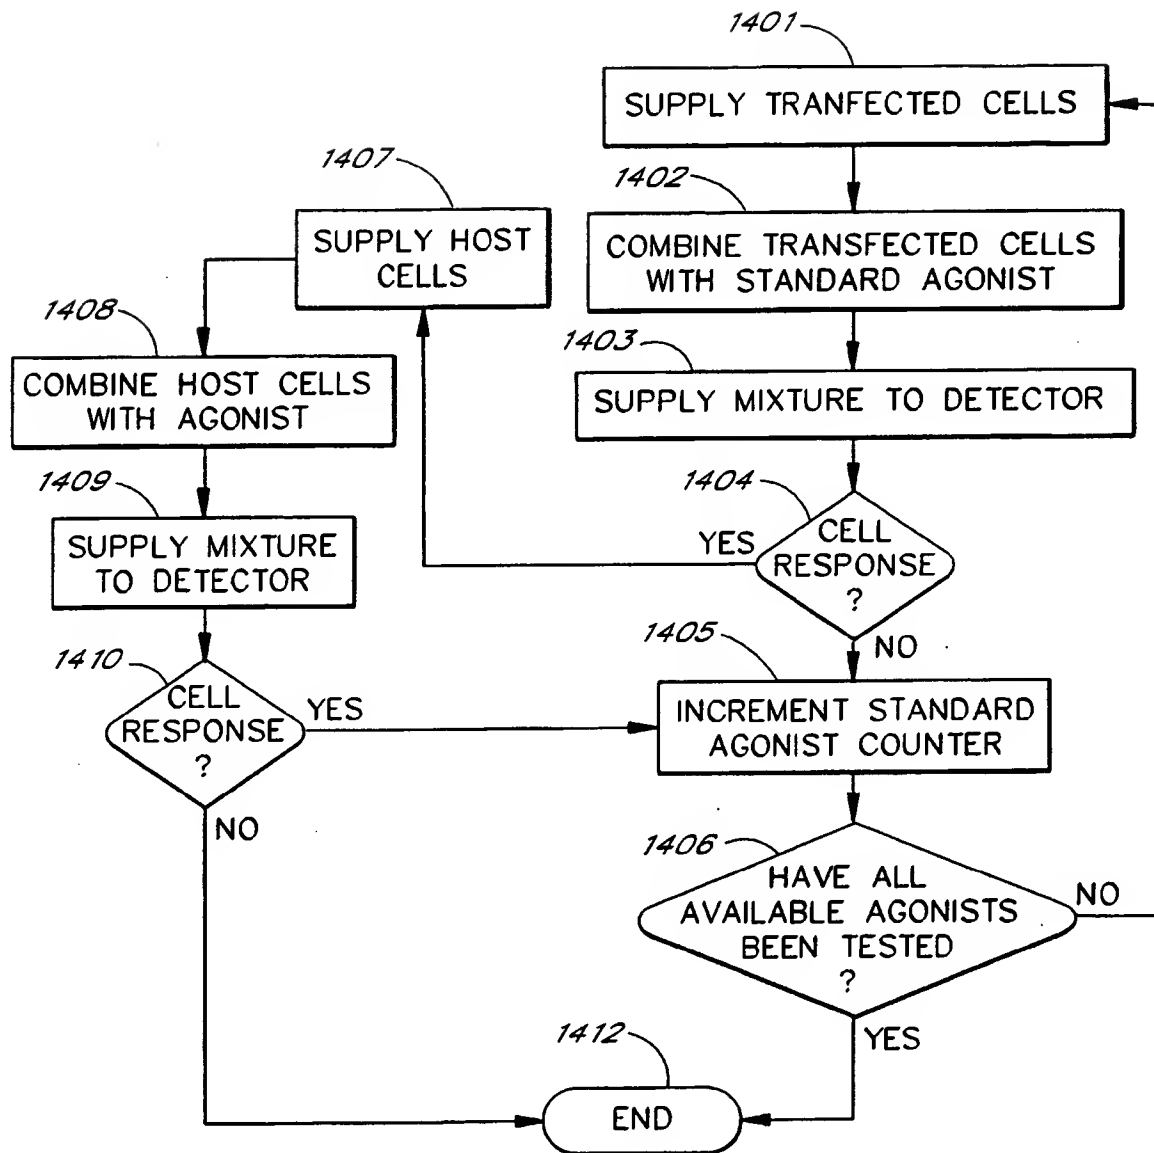 1401
SUPPLY TRANFECTED CELLS
1402
COMBINE TRANSFECTED CELLS
WITH STANDARD AGONIST
1403
SUPPLY MIXTURE TO DETECTOR
1404
CELL
RESPONSE
?
YES
NO
1407
SUPPLY HOST
CELLS
1408
COMBINE HOST CELLS
WITH AGONIST
1409
SUPPLY MIXTURE
TO DETECTOR
1410
CELL
RESPONSE
?
YES
NO
1405
INCREMENT STANDARD
AGONIST COUNTER
1406
HAVE ALL
AVAILABLE AGONISTS
BEEN TESTED
?
NO
YES
1412
END